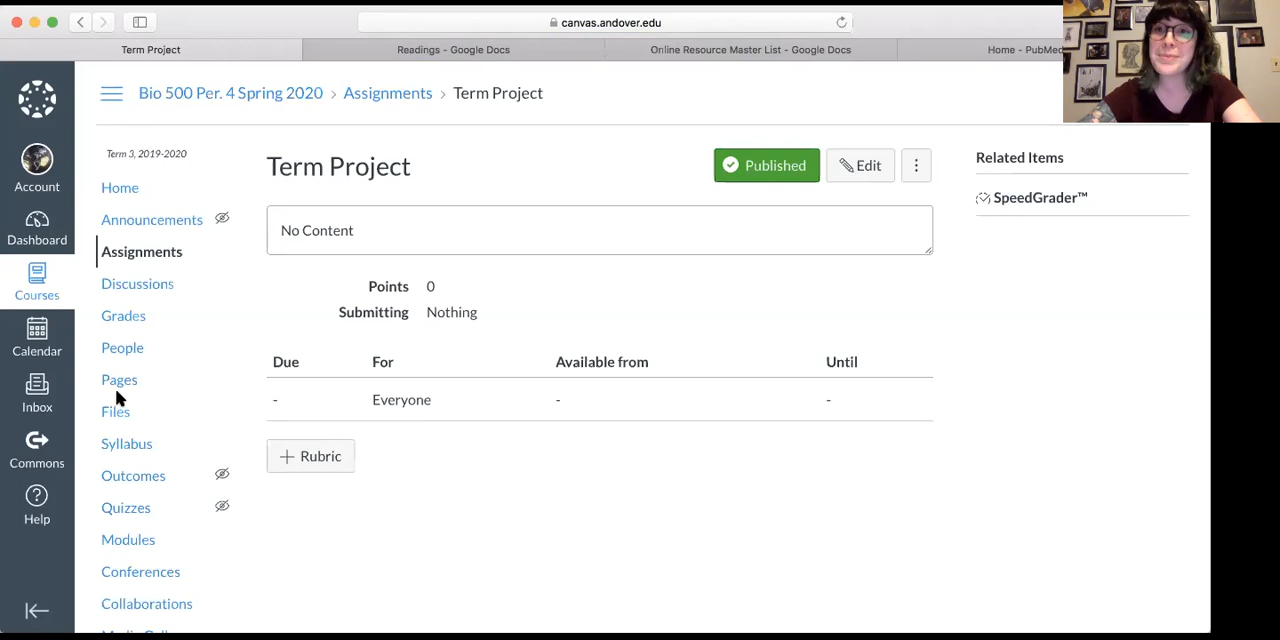 canvas.andover.edu
Term Project
Readings - Google Docs
Online Resource Master List - Google Docs
Home - PubMed
Bio 500 Per. 4 Spring 2020 > Assignments > Term Project
Account
Dashboard
Courses
Calendar
Inbox
Commons
Help
Term 3, 2019-2020
Home
Announcements
Assignments
Discussions
Grades
People
Pages
Files
Syllabus
Outcomes
Quizzes
Modules
Conferences
Collaborations
Term Project
Published
Edit
No Content
Points 0
Submitting Nothing
Due For Available from Until
- Everyone - -
+ Rubric
Related Items
SpeedGrader™